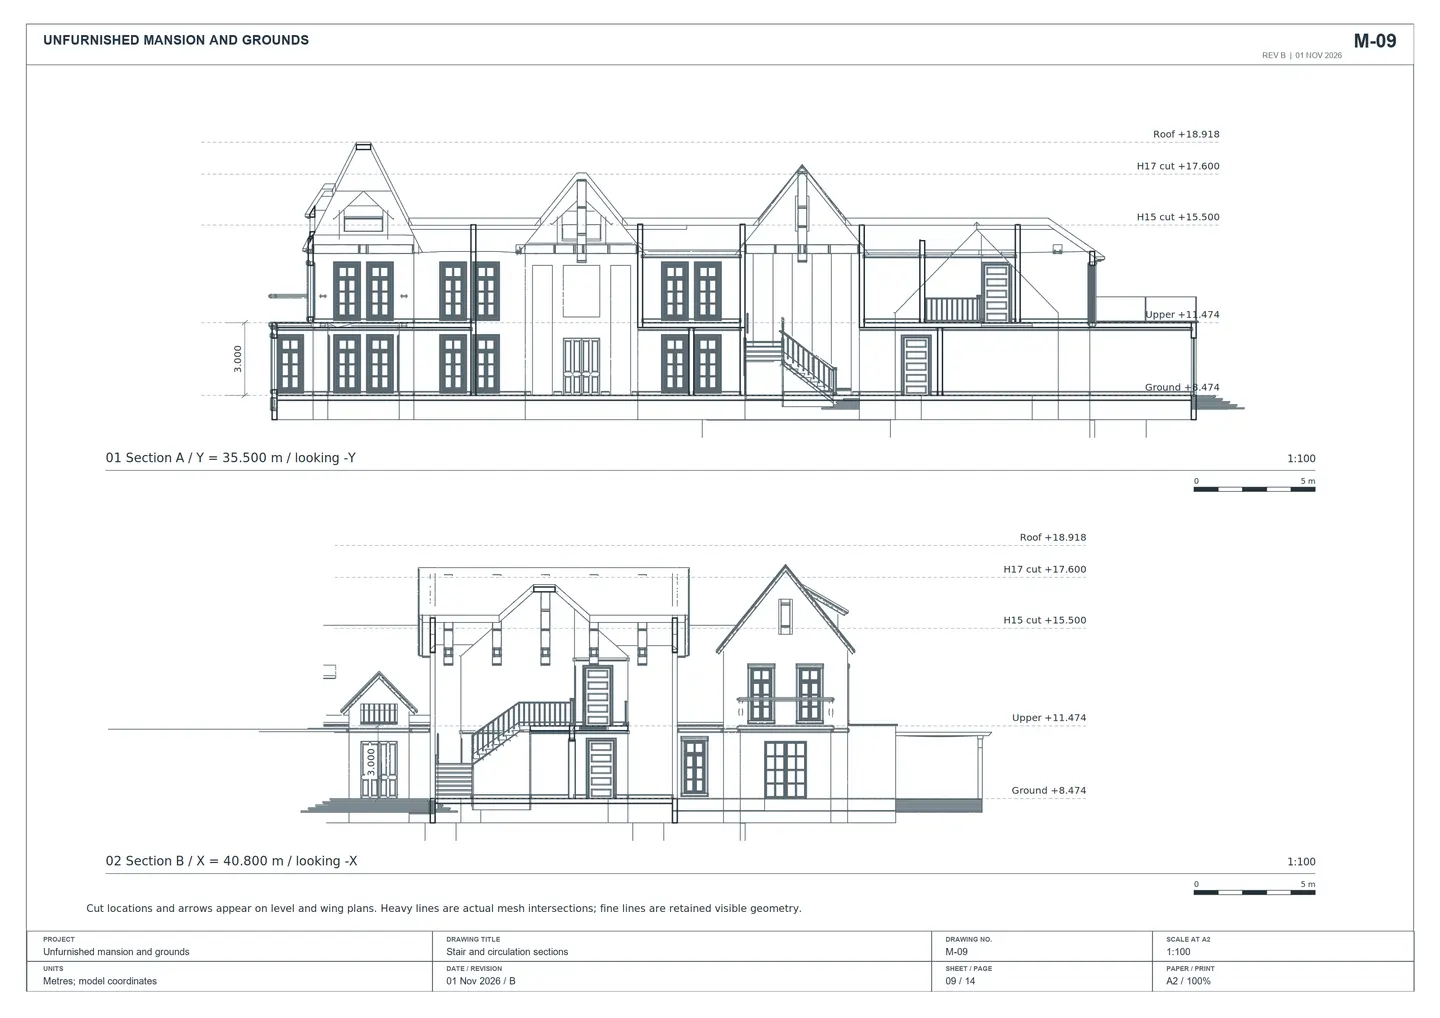 UNFURNISHED MANSION AND GROUNDS
M-09
REV B | 01 NOV 2026
Roof +18.918
H17 cut +17.600
H15 cut +15.500
Upper +11.474
3.000
Ground +8.474
01 Section A / Y = 35.500 m / looking -Y
1:100
0 5 m
Roof +18.918
H17 cut +17.600
H15 cut +15.500
Upper +11.474
3.000
Ground +8.474
02 Section B / X = 40.800 m / looking -X
1:100
0 5 m
Cut locations and arrows appear on level and wing plans. Heavy lines are actual mesh intersections; fine lines are retained visible geometry.
PROJECT
Unfurnished mansion and grounds
DRAWING TITLE
Stair and circulation sections
DRAWING NO.
M-09
SCALE AT A2
1:100
UNITS
Metres; model coordinates
DATE / REVISION
01 Nov 2026 / B
SHEET / PAGE
09 / 14
PAPER / PRINT
A2 / 100%